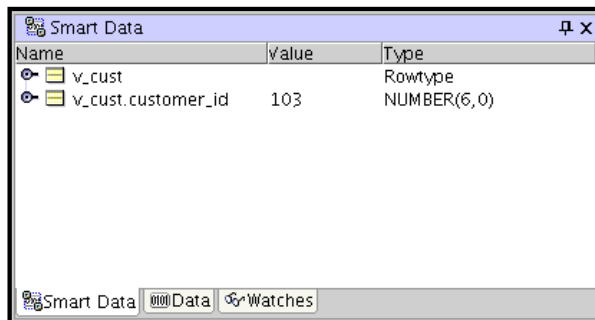 Smart Data
Name Value Type
v_cust Rowtype
v_cust.customer_id 103 NUMBER(6,0)
Smart Data Data Watches